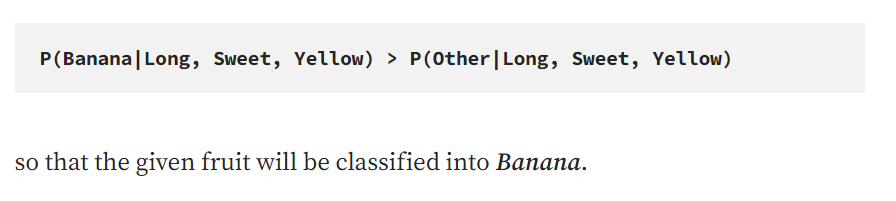 P(Banana|Long, Sweet, Yellow) > P(Other|Long, Sweet, Yellow)
so that the given fruit will be classified into Banana.